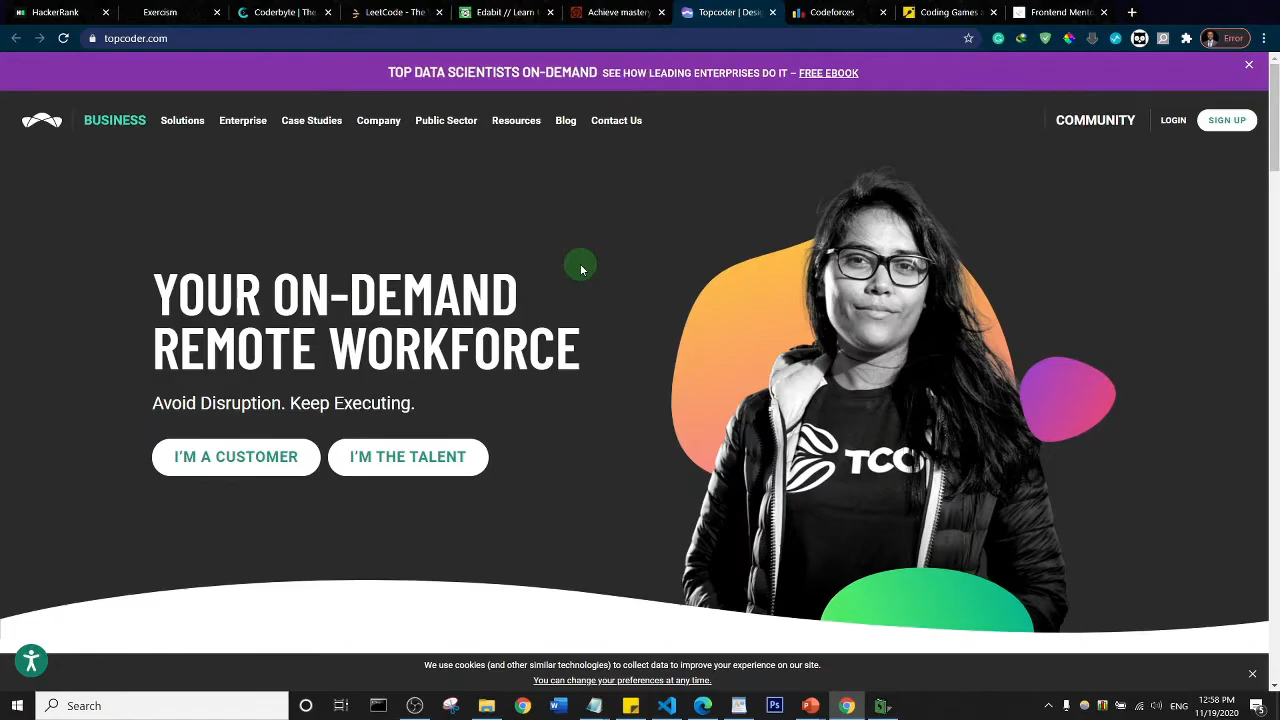 HackerRank
Exercism
Coderbyte | The
LeetCode - The
Edabit // Learn
Achieve mastery
Topcoder | Desi
Codeforces
Coding Games a
Frontend Mento
topcoder.com
Error
TOP DATA SCIENTISTS ON-DEMAND SEE HOW LEADING ENTERPRISES DO IT – FREE EBOOK
BUSINESS Solutions Enterprise Case Studies Company Public Sector Resources Blog Contact Us COMMUNITY LOGIN SIGN UP
YOUR ON-DEMAND
REMOTE WORKFORCE
Avoid Disruption. Keep Executing.
I'M A CUSTOMER I'M THE TALENT
TCO
We use cookies (and other similar technologies) to collect data to improve your experience on our site.
You can change your preferences at any time.
Search
ENG
12:58 PM
11/19/2020